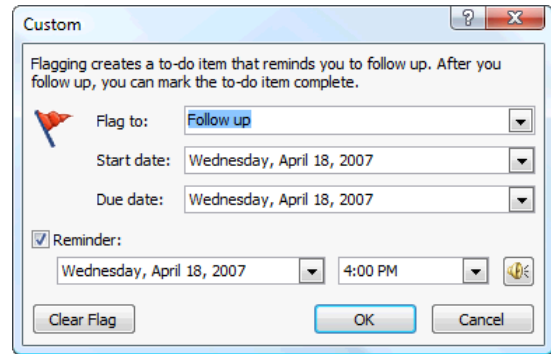 Custom
Flagging creates a to-do item that reminds you to follow up. After you
follow up, you can mark the to-do item complete.
Flag to: Follow up
Start date: Wednesday, April 18, 2007
Due date: Wednesday, April 18, 2007
Reminder:
Wednesday, April 18, 2007 4:00 PM
Clear Flag OK Cancel